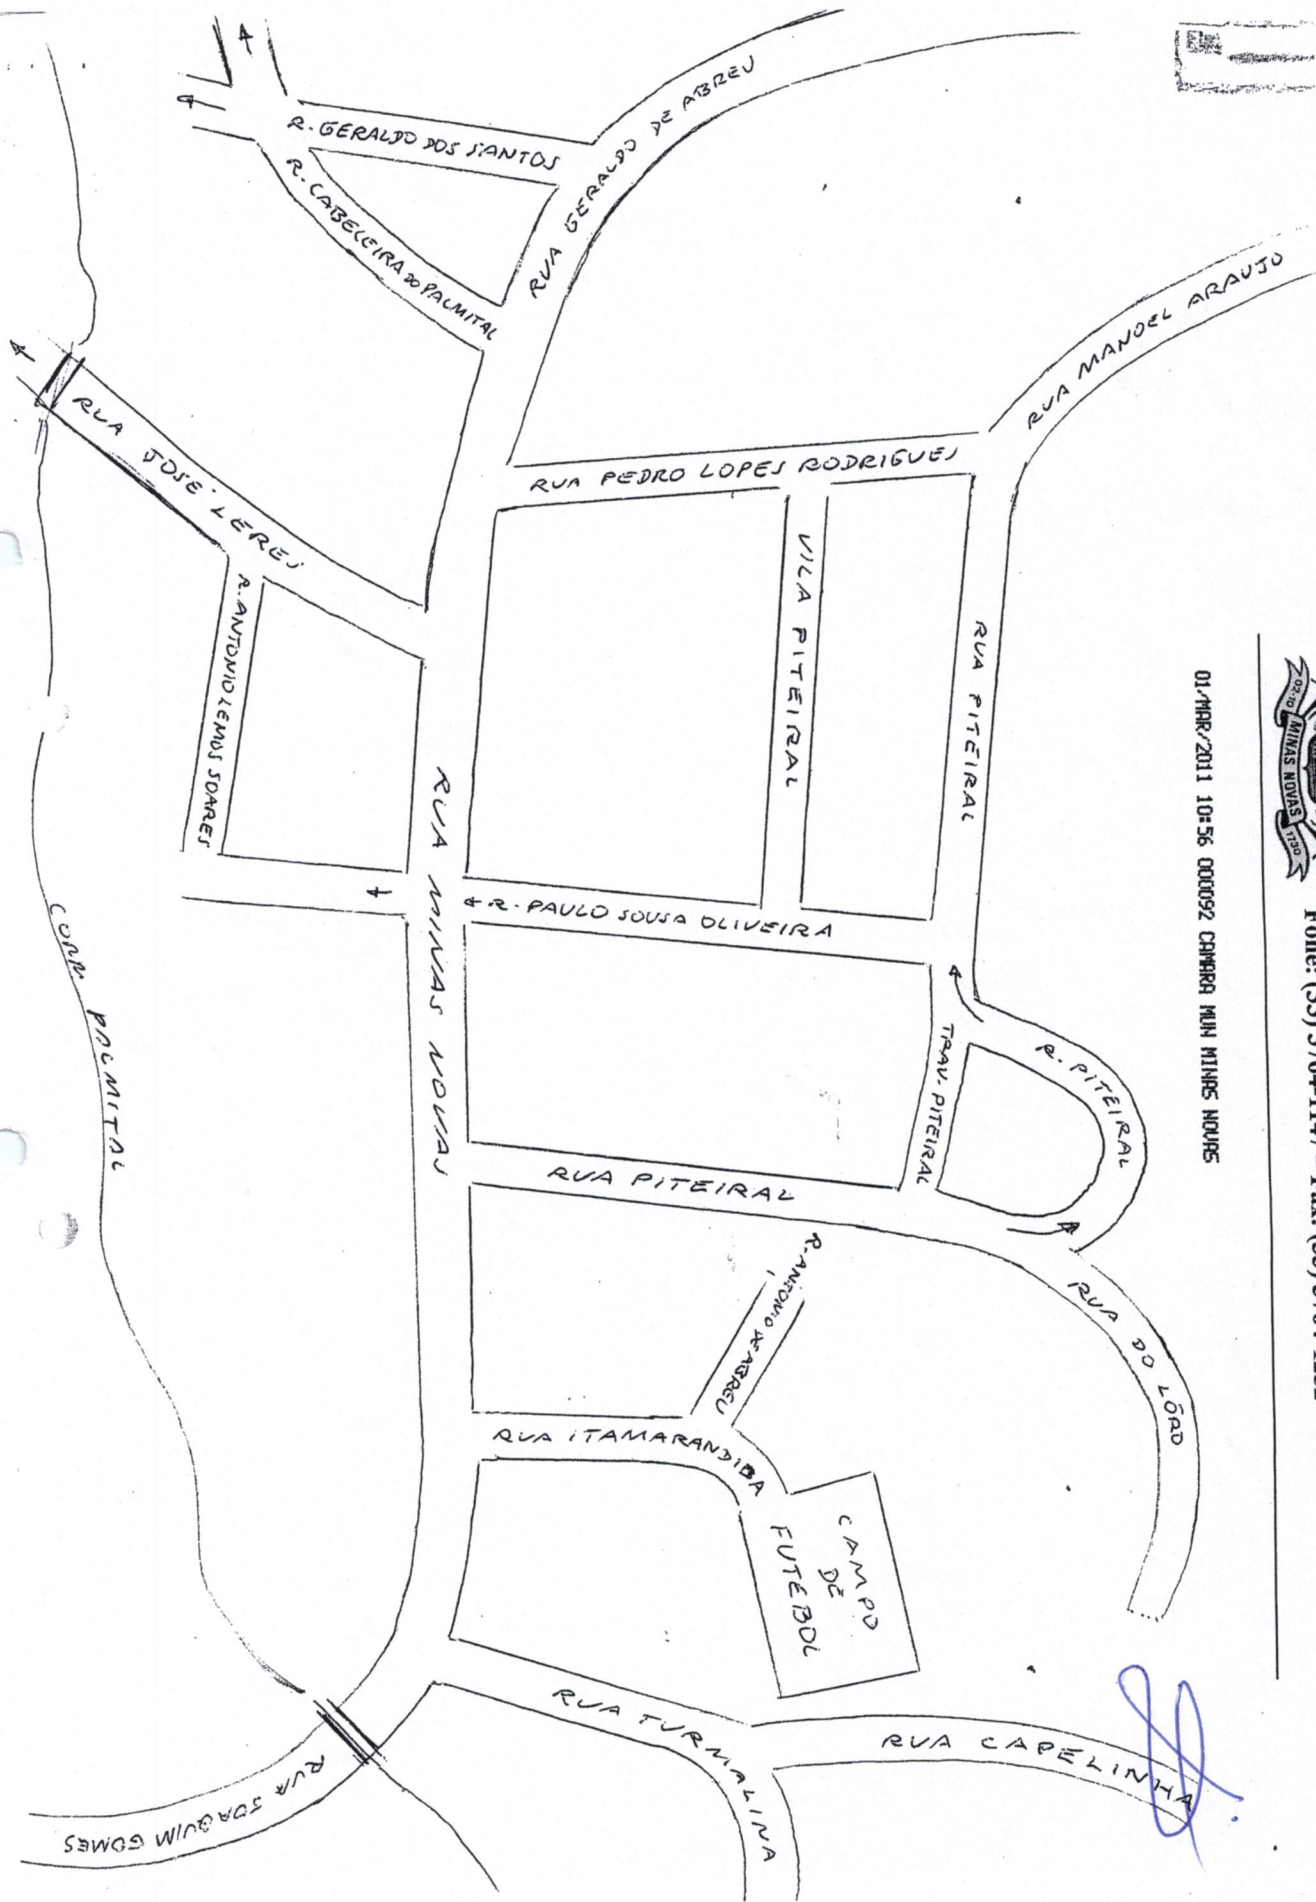 02-10 MINAS NOVAS 1730
01/MAR/2011 10:56 000092 CAMARA MUN MINAS NOVAS
R. GERALDO DOS SANTOS
RUA GERALDO DE ABREU
R. CABECEIRA DO PALMITAL
RUA MANOEL ARAUJO
RUA JOSÉ LERES
RUA PEDRO LOPES RODRIGUES
VILA PITEIRAL
RUA PITEIRAL
R. ANTONIO LEMOS SOARES
RUA MINAS NOVAS
R. PAULO SOUSA OLIVEIRA
TRAV. PITEIRAL
R. PITEIRAL
CORR PALMITAL
RUA PITEIRAL
R. ANTONIO DE ABREU
RUA DO LÔRO
RUA ITAMARANDIBA
CAMPO
DE
FUTEBOL
RUA TURMALINA
RUA CAPELINHA
RUA JOAQUIM GOMES